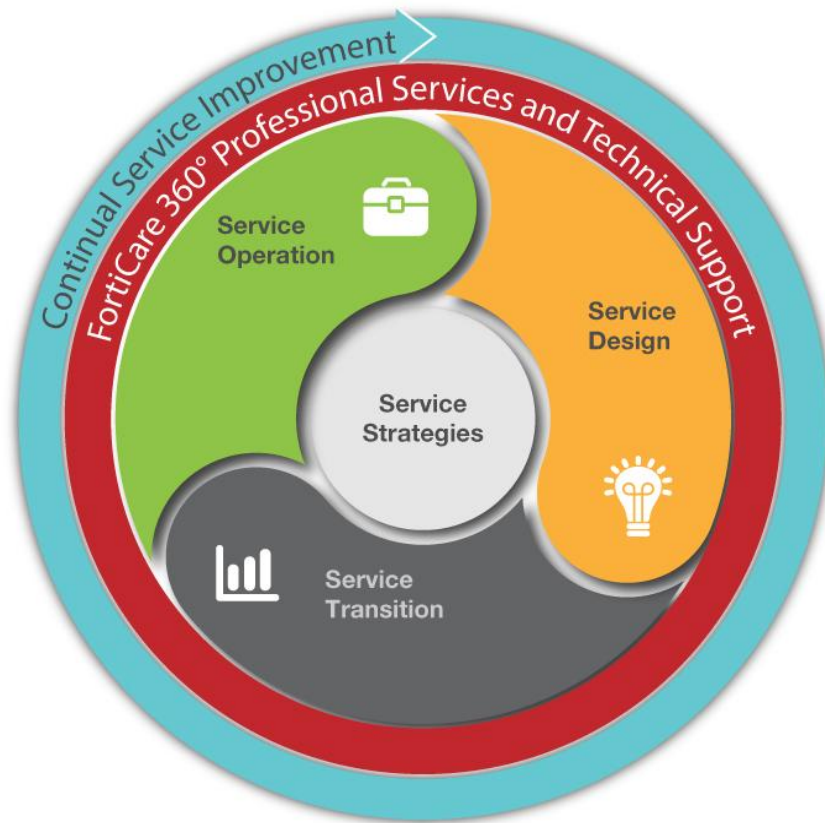 Continual Service Improvement
FortiCare 360° Professional Services and Technical Support
Service
Operation
Service
Design
Service
Strategies
Service
Transition